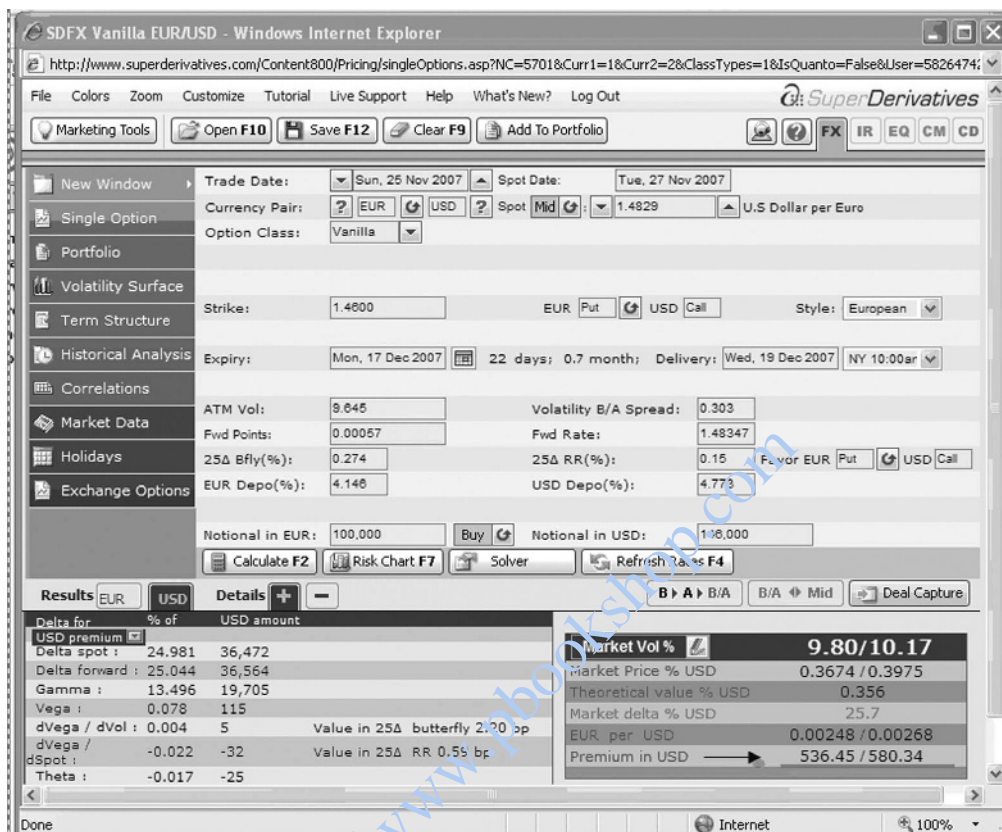 SDFX Vanilla EUR/USD - Windows Internet Explorer
http://www.superderivatives.com/Content800/Pricing/singleOptions.asp?NC=5701&Curr1=1&Curr2=2&ClassTypes=1&IsQuanto=False&User=58264742
File Colors Zoom Customize Tutorial Live Support Help What's New? Log Out SuperDerivatives
Marketing Tools Open F10 Save F12 Clear F9 Add To Portfolio FX IR EQ CM CD
New Window Trade Date: Sun, 25 Nov 2007 Spot Date: Tue, 27 Nov 2007
Single Option Currency Pair: ? EUR USD ? Spot Mid : 1.4829 U.S Dollar per Euro
Option Class: Vanilla
Portfolio
Volatility Surface
Strike: 1.4600 EUR Put USD Call Style: European
Term Structure
Historical Analysis Expiry: Mon, 17 Dec 2007 22 days; 0.7 month; Delivery: Wed, 19 Dec 2007 NY 10:00ar
Correlations
ATM Vol: 9.645 Volatility B/A Spread: 0.303
Market Data
Fwd Points: 0.00057 Fwd Rate: 1.48347
Holidays 25Δ Bfly(%): 0.274 25Δ RR(%): 0.15 Favor EUR Put USD Call
Exchange Options EUR Depo(%): 4.146 USD Depo(%): 4.773
Notional in EUR: 100,000 Buy Notional in USD: 146,000
Calculate F2 Risk Chart F7 Solver Refresh Rates F4
Results EUR USD Details + − B A B/A B/A Mid Deal Capture
Delta for % of USD amount
USD premium
Delta spot : 24.981 36,472
Delta forward : 25.044 36,564
Gamma : 13.496 19,705
Vega : 0.078 115
dVega / dVol : 0.004 5 Value in 25Δ butterfly 2.20 bp
dVega / dSpot : -0.022 -32 Value in 25Δ RR 0.59 bp
Theta : -0.017 -25
Market Vol % 9.80/10.17
Market Price % USD 0.3674 / 0.3975
Theoretical value % USD 0.356
Market delta % USD 25.7
EUR per USD 0.00248 / 0.00268
Premium in USD 536.45 / 580.34
www.pbookshop.com
Done Internet 100%